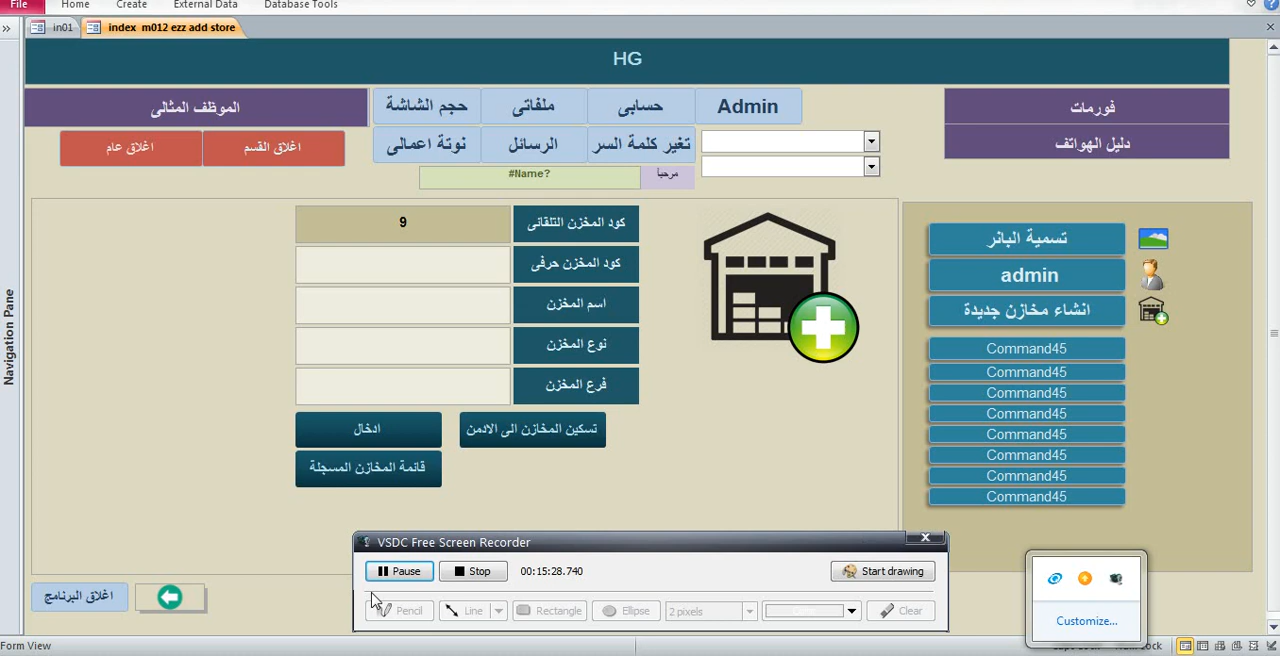 File Home Create External Data Database Tools
in01 index m012 ezz add store
HG
الموظف المثالى
حجم الشاشة ملفاتى حسابى Admin
فورمات
اغلاق عام اغلاق القسم
نوتة اعمالى الرسائل تغير كلمة السر
دليل الهواتف
#Name? مرحبا
كود المخزن التلقائى 9
كود المخزن حرفى
اسم المخزن
نوع المخزن
فرع المخزن
ادخال تسكين المخازن الى الادمن
قائمة المخازن المسجلة
تسمية البانر
admin
انشاء مخازن جديدة
Command45
Command45
Command45
Command45
Command45
Command45
Command45
Command45
Navigation Pane
VSDC Free Screen Recorder
Pause Stop 00:15:28.740 Start drawing
Pencil Line Rectangle Ellipse 2 pixels Clear
Customize...
اغلاق البرنامج
Form View